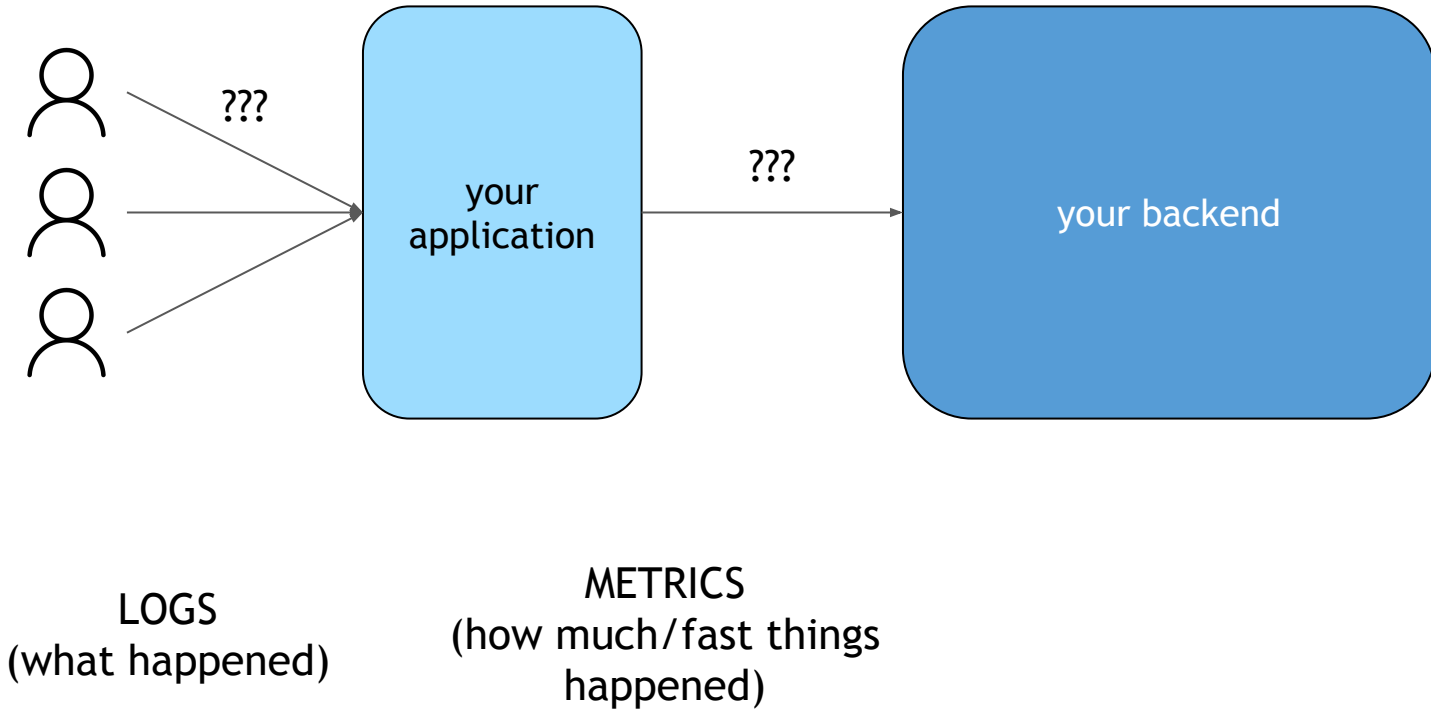 ???
your
application
???
your backend
LOGS
(what happened)
METRICS
(how much/fast things
happened)